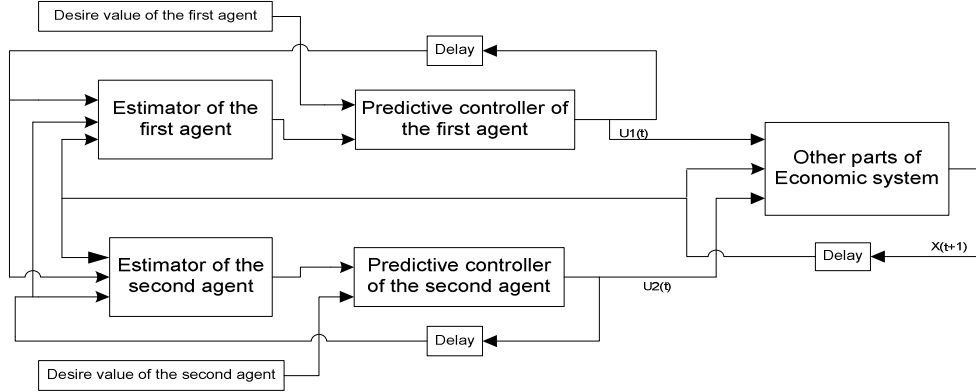 Desire value of the first agent
Delay
Estimator of the
first agent
Predictive controller of
the first agent
U1(t)
Other parts of
Economic system
X(t+1)
Delay
Estimator of the
second agent
Predictive controller
of the second agent
U2(t)
Delay
Desire value of the second agent